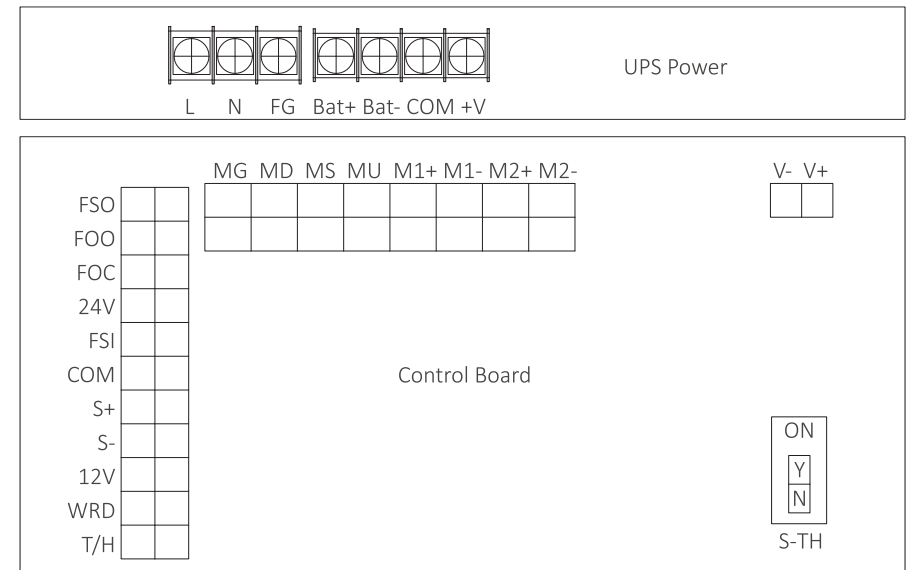 UPS Power
L N FG Bat+ Bat- COM +V
MG MD MS MU M1+ M1- M2+ M2-
V- V+
FSO
FOO
FOC
24V
FSI
COM
Control Board
S+
S-
12V
WRD
T/H
ON
Y
N
S-TH